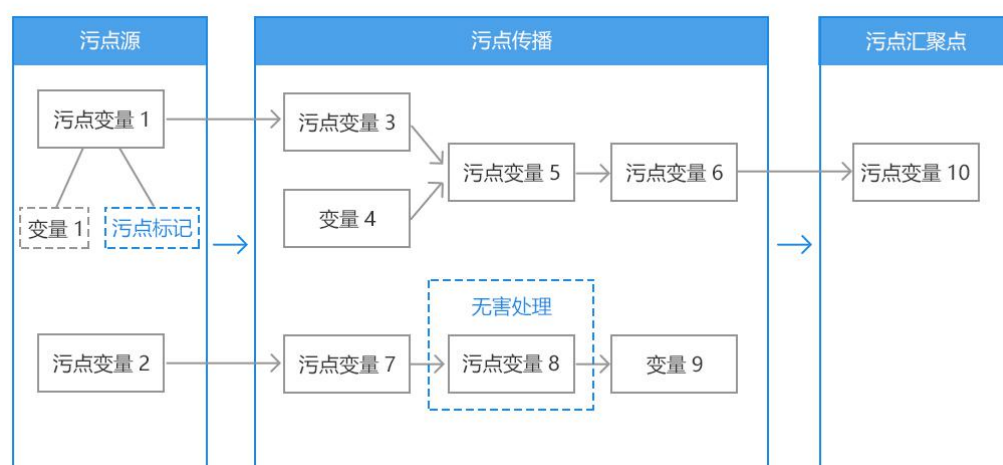 污点源
污点传播
污点汇聚点
污点变量 1
污点变量 3
变量 4
污点变量 5
污点变量 6
污点变量 10
变量 1
污点标记
无害处理
污点变量 2
污点变量 7
污点变量 8
变量 9